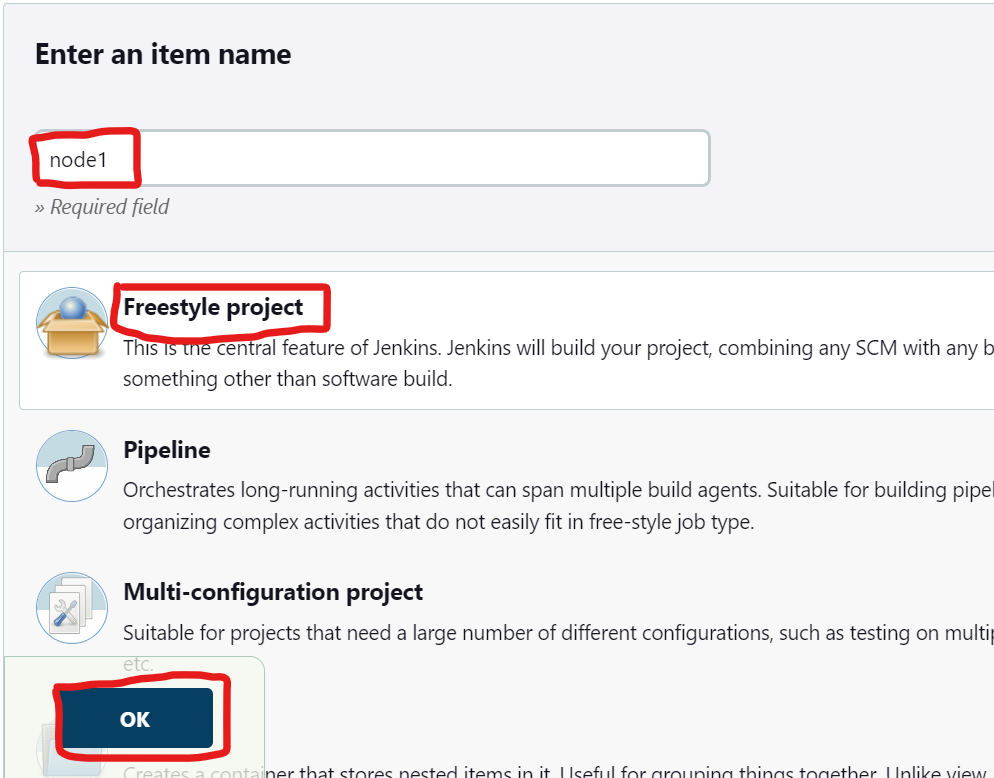 Enter an item name
node1
» Required field
Freestyle project
This is the central feature of Jenkins. Jenkins will build your project, combining any SCM with any b
something other than software build.
Pipeline
Orchestrates long-running activities that can span multiple build agents. Suitable for building pipel
organizing complex activities that do not easily fit in free-style job type.
Multi-configuration project
Suitable for projects that need a large number of different configurations, such as testing on multip
etc.
OK
Creates a container that stores nested items in it. Useful for grouping things together. Unlike view